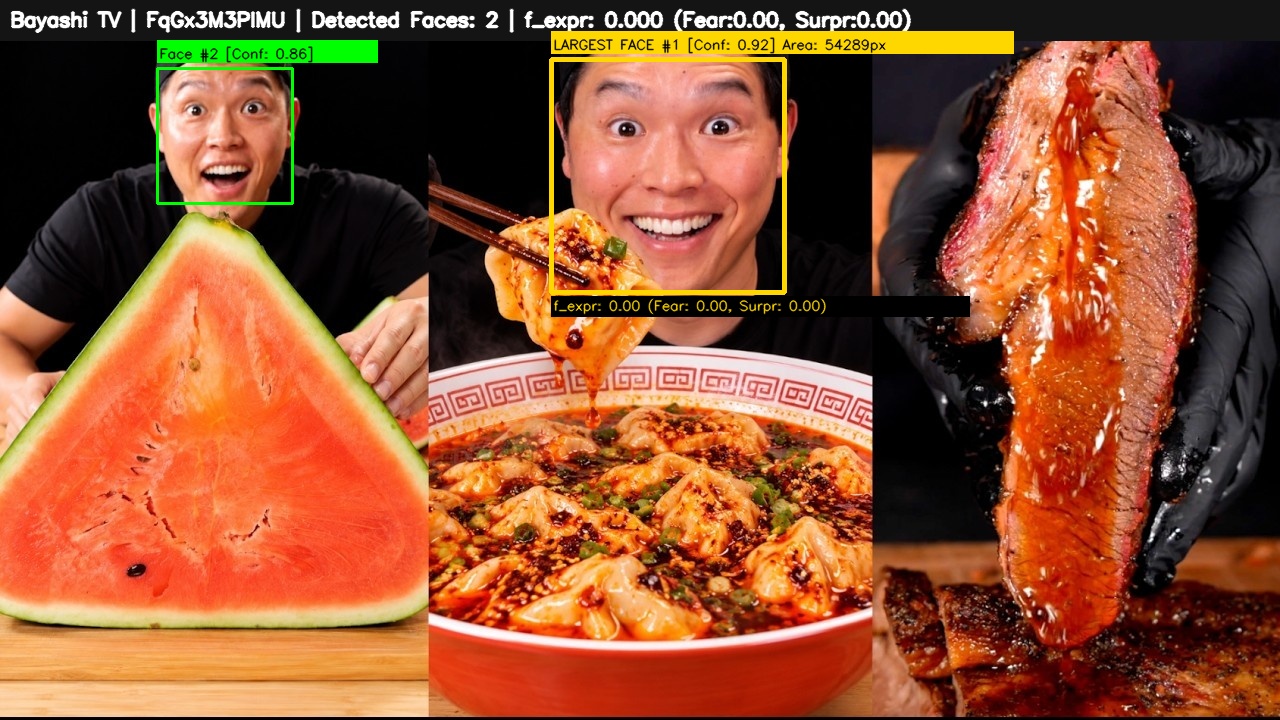 Bayashi TV | FqGx3M3PIMU | Detected Faces: 2 | f_expr: 0.000 (Fear:0.00, Surpr:0.00)
LARGEST FACE #1 [Conf: 0.92] Area: 54289px
Face #2 [Conf: 0.86]
f_expr: 0.00 (Fear: 0.00, Surpr: 0.00)